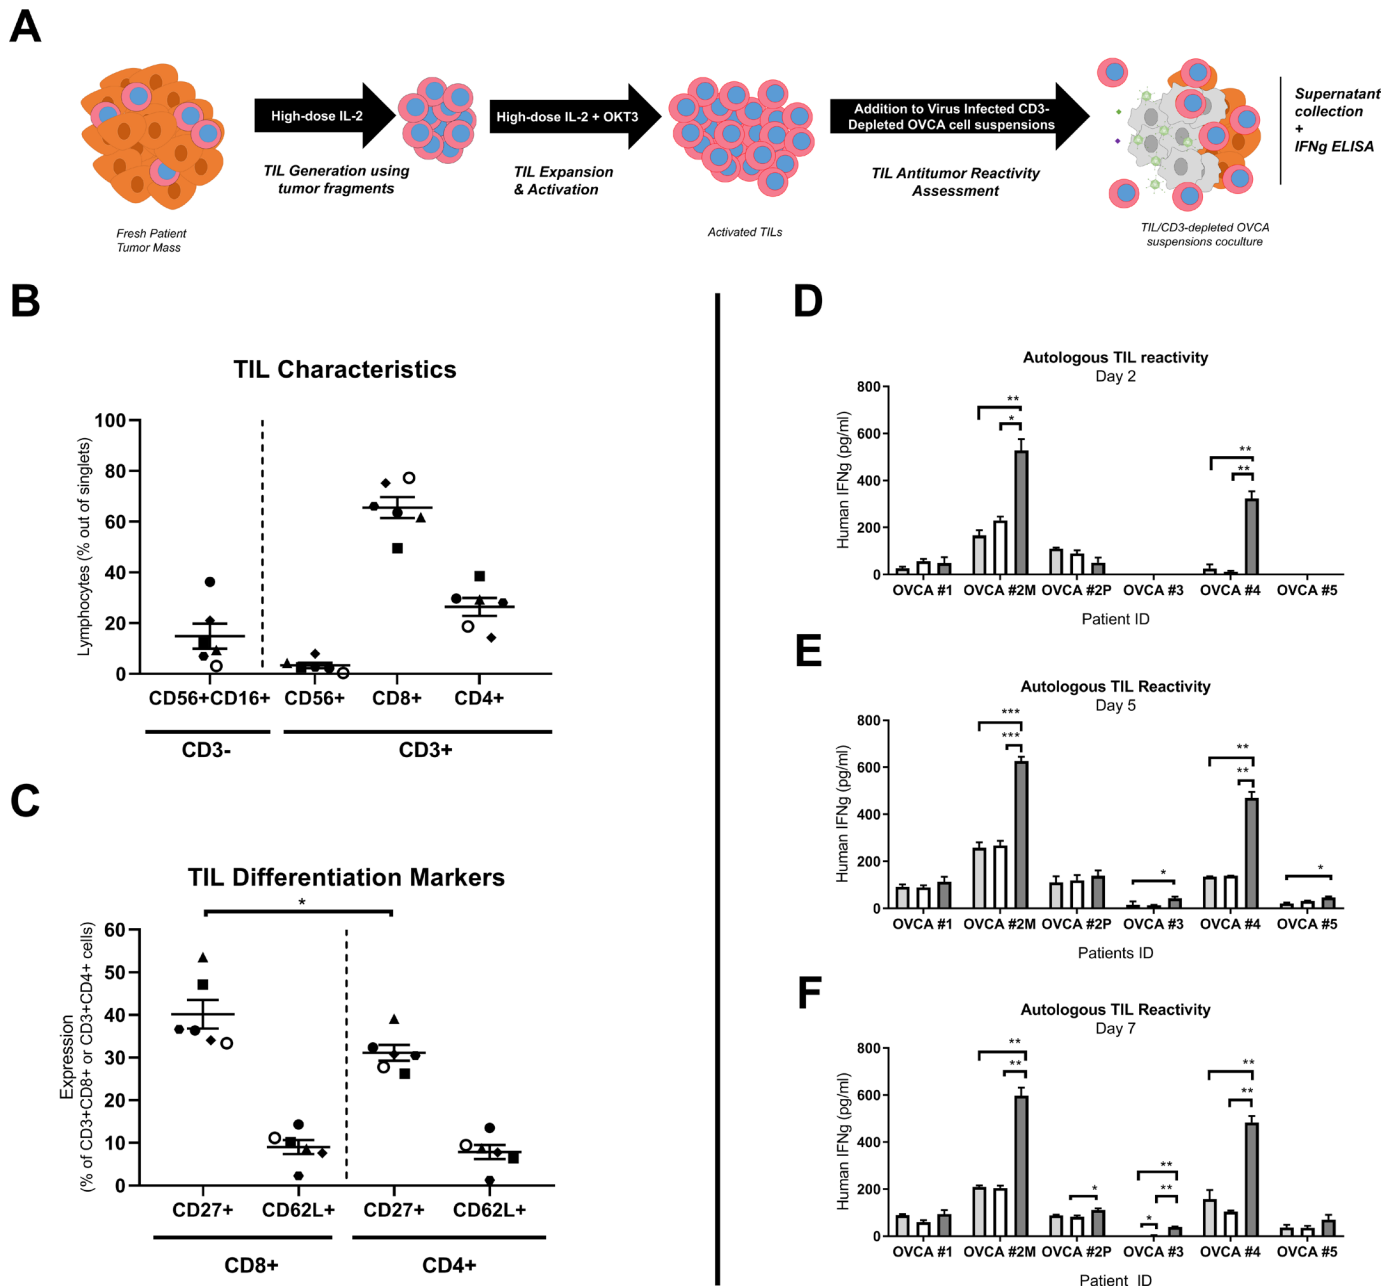 A
High-dose IL-2
High-dose IL-2 + OKT3
Addition to Virus Infected CD3-
Depleted OVCA cell suspensions
Supernatant
collection
+
IFNg ELISA
TIL Generation using
tumor fragments
TIL Expansion
& Activation
TIL Antitumor Reactivity
Assessment
Fresh Patient
Tumor Mass
Activated TILs
TIL/CD3-depleted OVCA
suspensions coculture
B
TIL Characteristics
Lymphocytes (% out of singlets)
100
80
60
40
20
0
CD56+CD16+
CD56+
CD8+
CD4+
CD3-
CD3+
C
TIL Differentiation Markers
*
Expression
(% of CD3+CD8+ or CD3+CD4+ cells)
60
50
40
30
20
10
0
CD27+
CD62L+
CD27+
CD62L+
CD8+
CD4+
D
Autologous TIL reactivity
Day 2
Human IFNg (pg/ml)
800
600
400
200
0
**
*
**
**
OVCA #1
OVCA #2M
OVCA #2P
OVCA #3
OVCA #4
OVCA #5
Patient ID
E
Autologous TIL Reactivity
Day 5
Human IFNg (pg/ml)
800
600
400
200
0
***
***
*
**
**
*
OVCA #1
OVCA #2M
OVCA #2P
OVCA #3
OVCA #4
OVCA #5
Patients ID
F
Autologous TIL Reactivity
Day 7
Human IFNg (pg/ml)
800
600
400
200
0
**
**
*
**
**
*
**
**
OVCA #1
OVCA #2M
OVCA #2P
OVCA #3
OVCA #4
OVCA #5
Patient ID